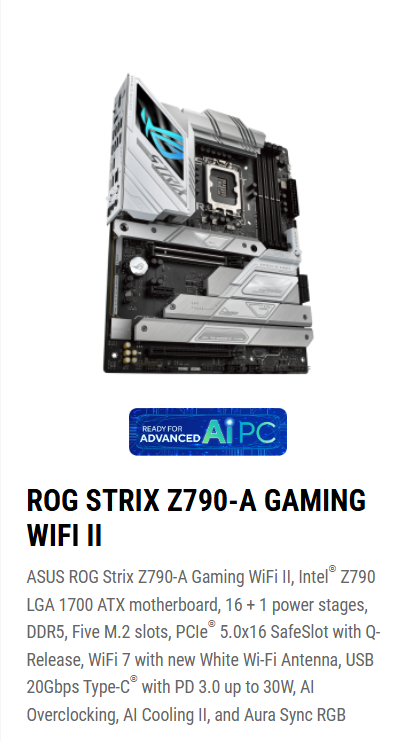 STRIX
READY FOR
ADVANCED AI PC
ROG STRIX Z790-A GAMING
WIFI II
ASUS ROG Strix Z790-A Gaming WiFi II, Intel® Z790
LGA 1700 ATX motherboard, 16 + 1 power stages,
DDR5, Five M.2 slots, PCIe® 5.0x16 SafeSlot with Q-
Release, WiFi 7 with new White Wi-Fi Antenna, USB
20Gbps Type-C® with PD 3.0 up to 30W, AI
Overclocking, AI Cooling II, and Aura Sync RGB